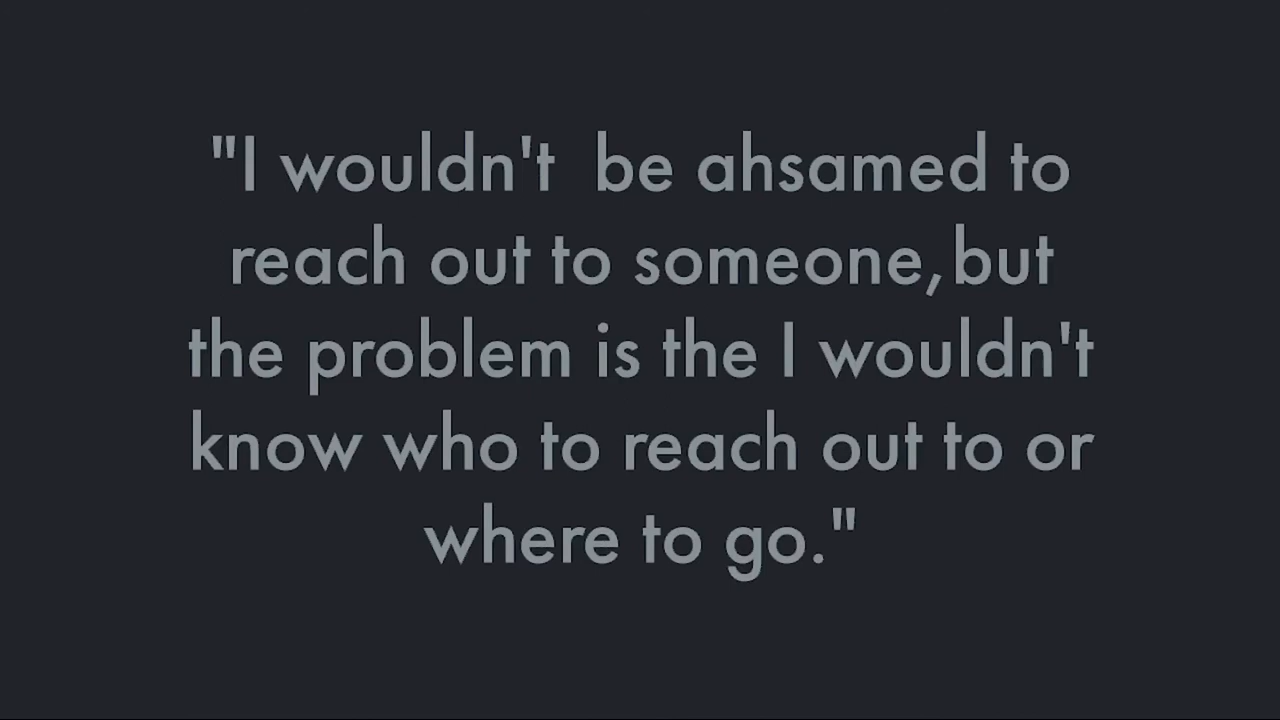 "I wouldn't  be ahsamed to
reach out to someone,but
the problem is the I wouldn't
know who to reach out to or
where to go."